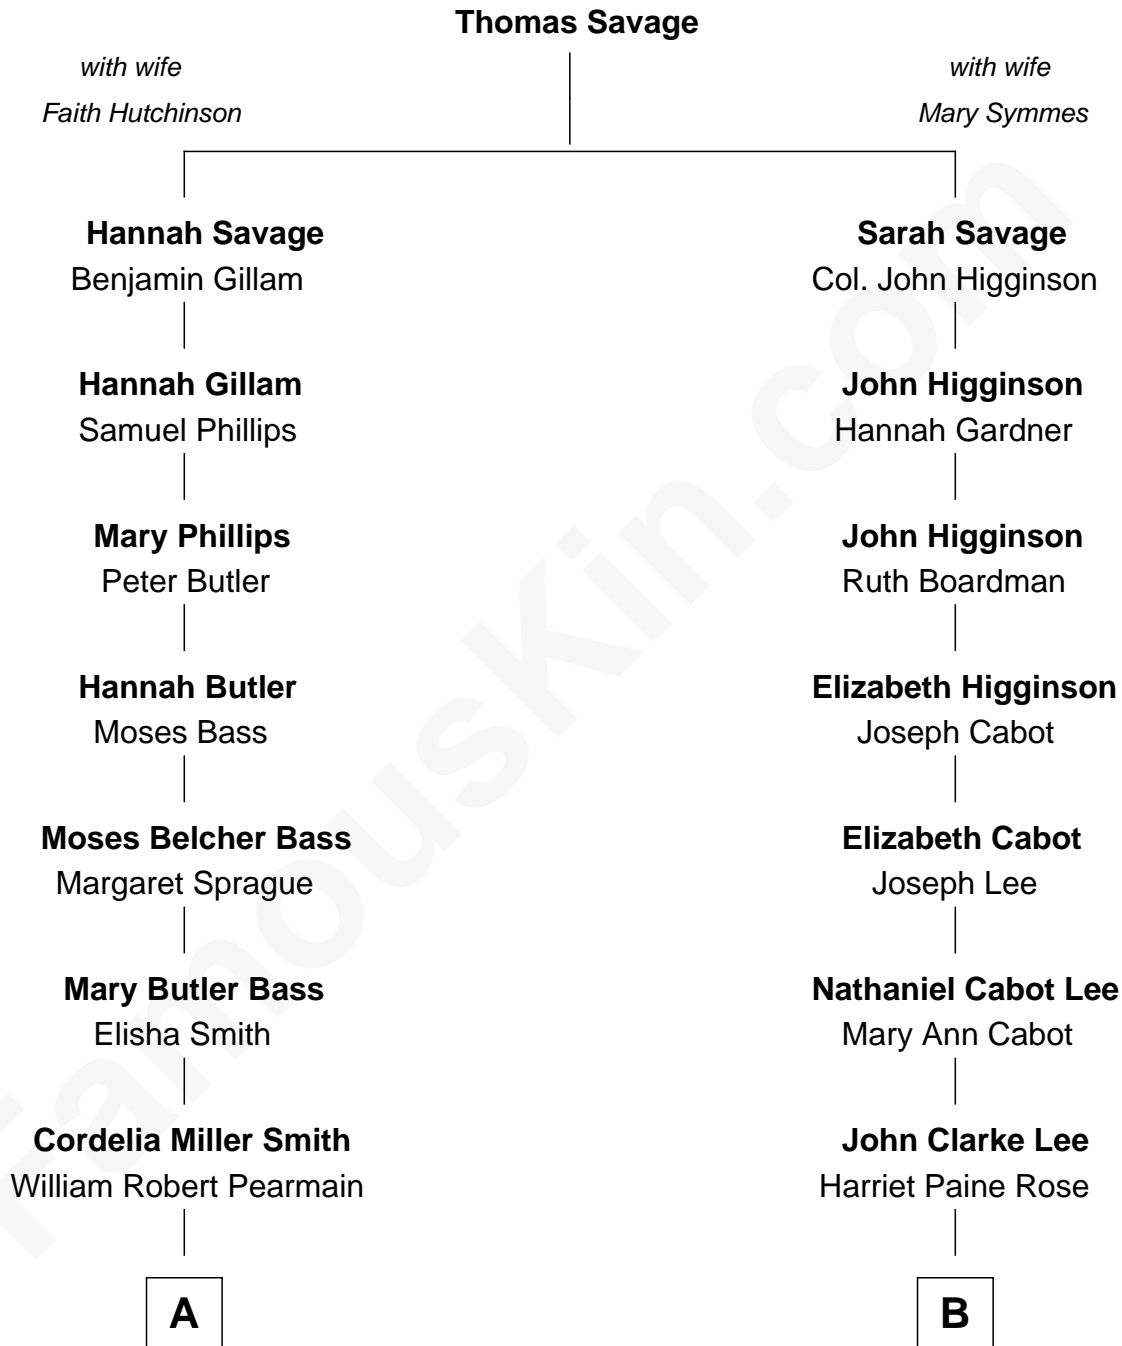 Thomas Savage
with wife
Faith Hutchinson
with wife
Mary Symmes
Hannah Savage
Benjamin Gillam
Sarah Savage
Col. John Higginson
Hannah Gillam
Samuel Phillips
John Higginson
Hannah Gardner
Mary Phillips
Peter Butler
John Higginson
Ruth Boardman
Hannah Butler
Moses Bass
Elizabeth Higginson
Joseph Cabot
Moses Belcher Bass
Margaret Sprague
Elizabeth Cabot
Joseph Lee
Mary Butler Bass
Elisha Smith
Nathaniel Cabot Lee
Mary Ann Cabot
Cordelia Miller Smith
William Robert Pearmain
John Clarke Lee
Harriet Paine Rose
A
B
FamousKin.com